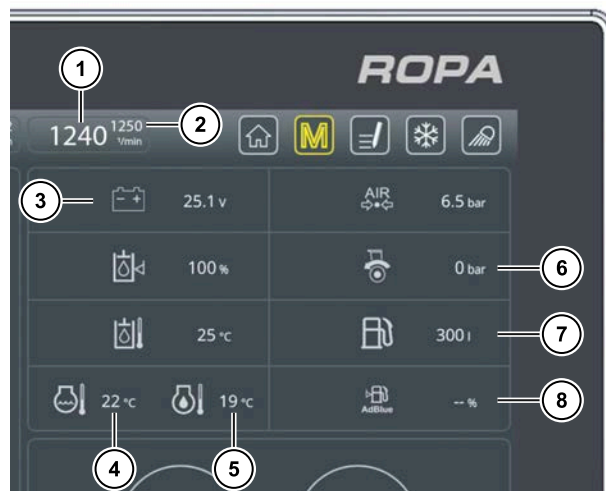 1
ROPA
1240 1250 1/min 2
M
3 - + 25.1 v AIR 6.5 bar
100 % 0 bar 6
25 °C 300 l 7
22 °C 19 °C AdBlue -- % 8
4 5